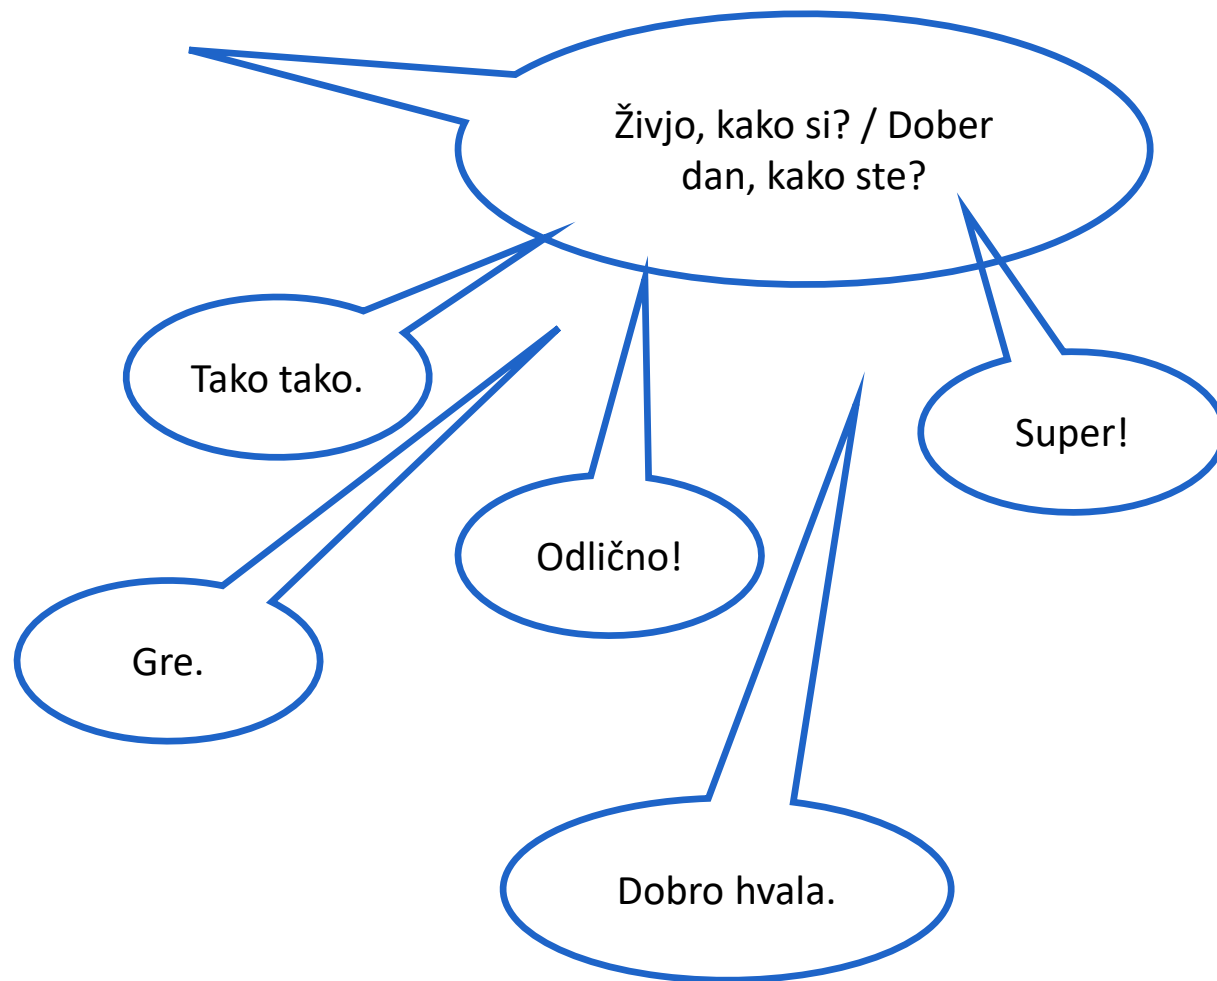 Živjo, kako si? / Dober
dan, kako ste?
Tako tako.
Super!
Odlično!
Gre.
Dobro hvala.